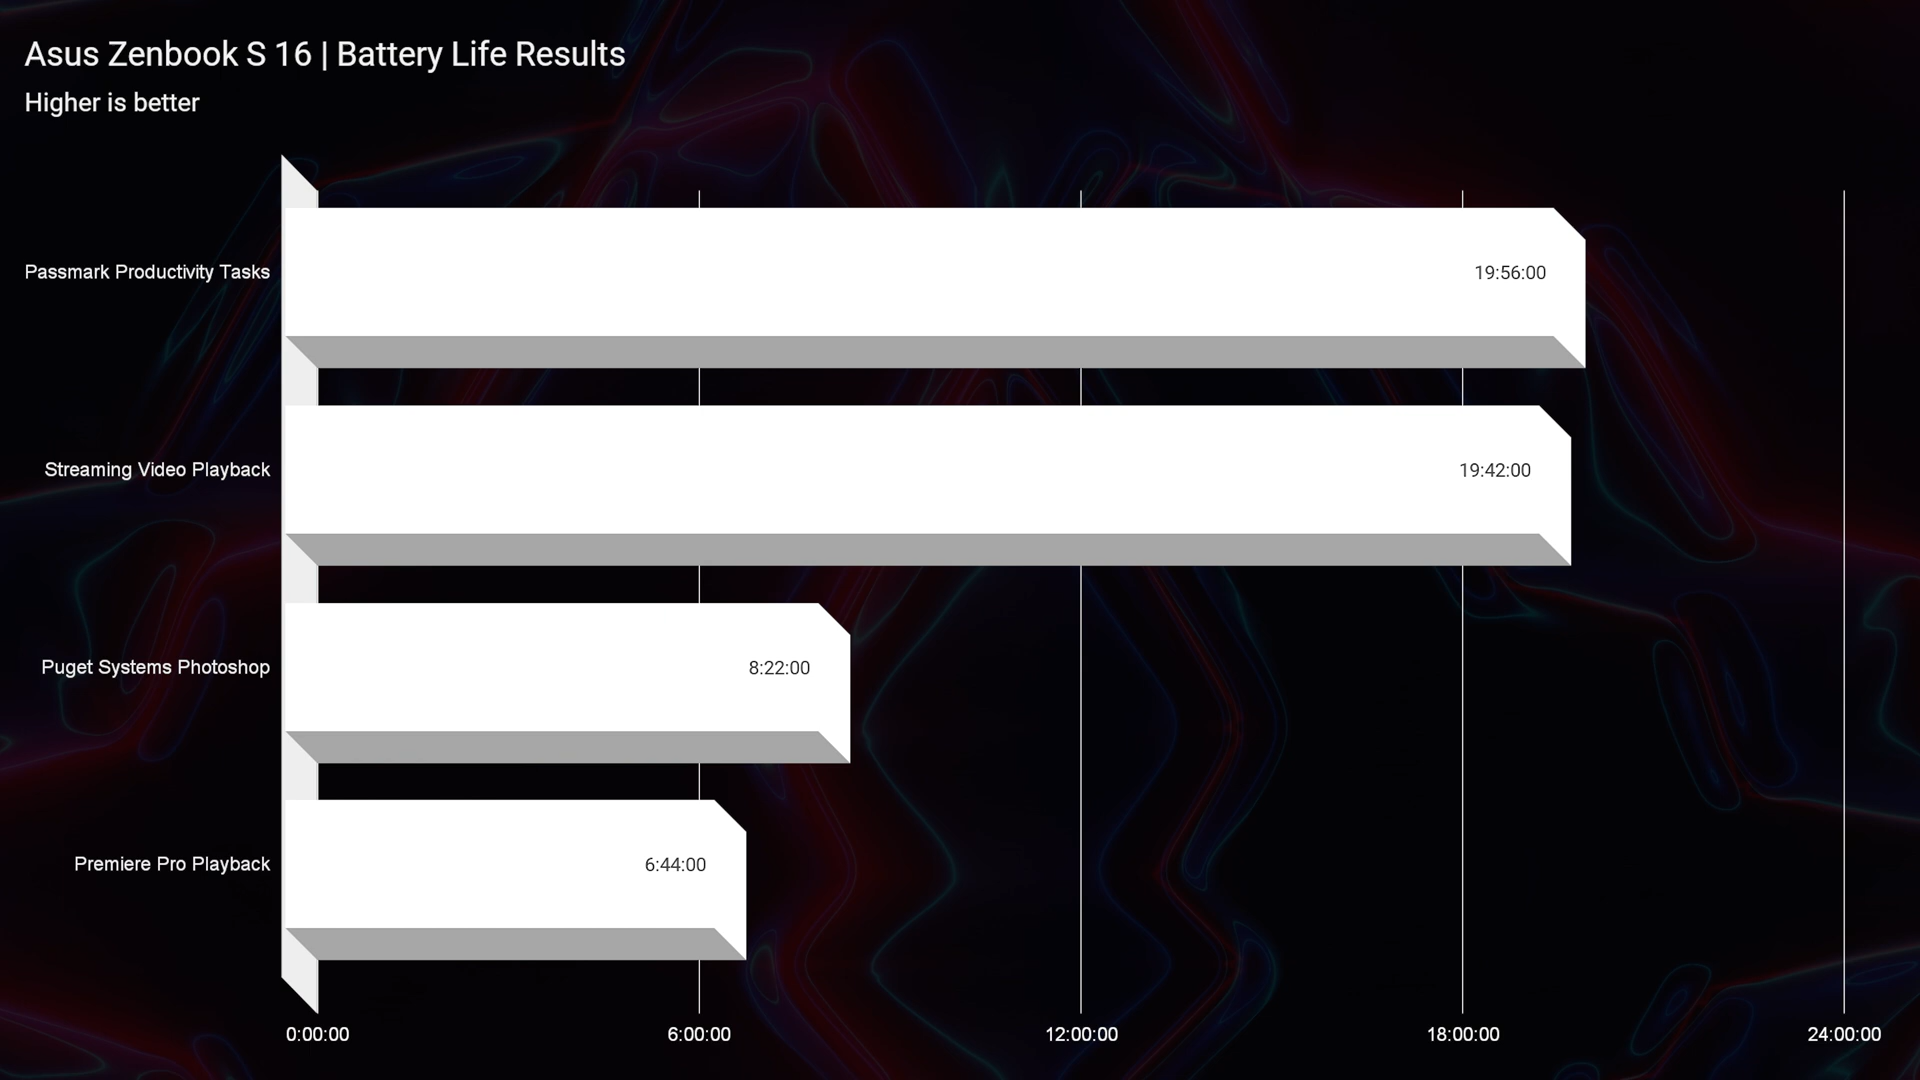 Asus Zenbook S 16 | Battery Life Results
Higher is better
Passmark Productivity Tasks
19:56:00
Streaming Video Playback
19:42:00
Puget Systems Photoshop
8:22:00
Premiere Pro Playback
6:44:00
0:00:00
6:00:00
12:00:00
18:00:00
24:00:00